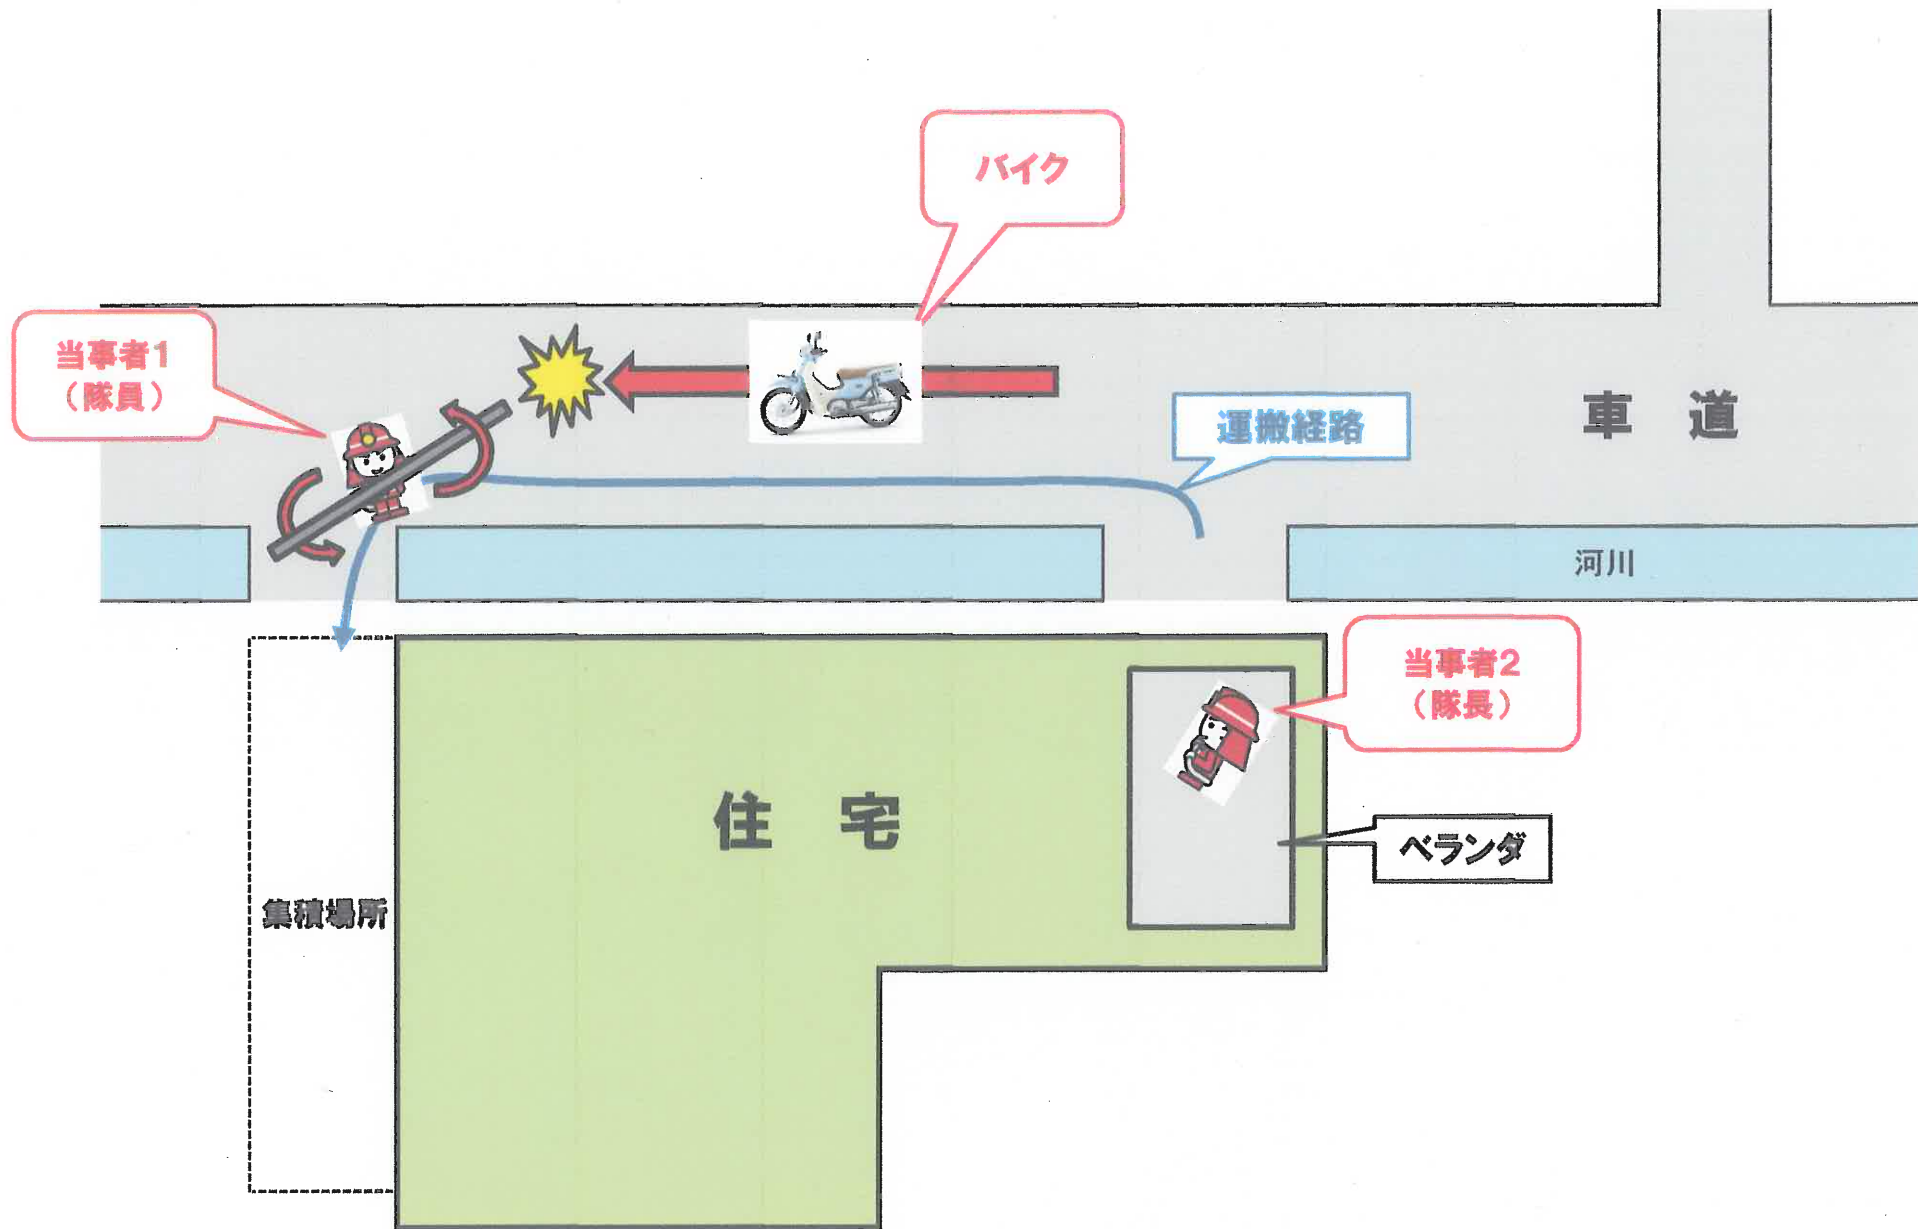 バイク
当事者1
（隊員）
運搬経路
車道
河川
当事者2
（隊長）
住宅
ベランダ
集積場所